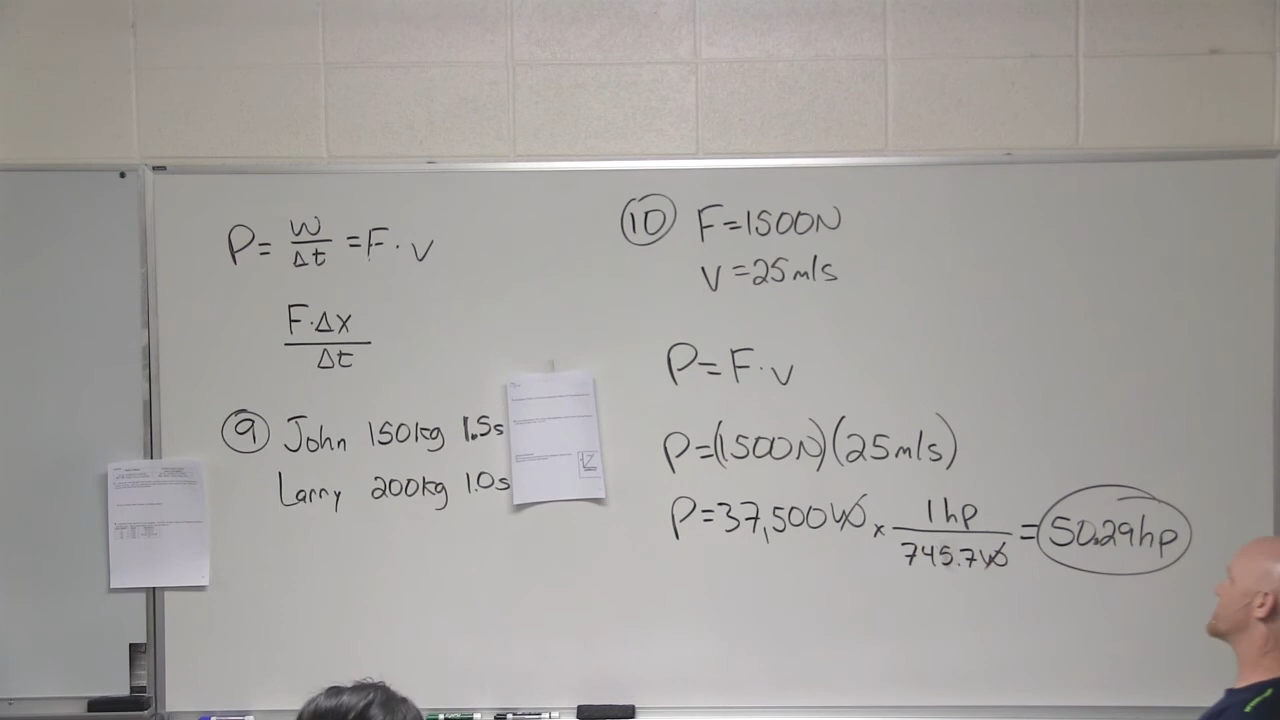 P = W/Δt = F · v
F·Δx/Δt
⑨ John 150kg 1.5s
Larry 200kg 1.0s
⑩ F=1500N
v=25m/s
P=F·v
P=(1500N)(25m/s)
P=37,500W x 1hp/745.7W = 50.29hp